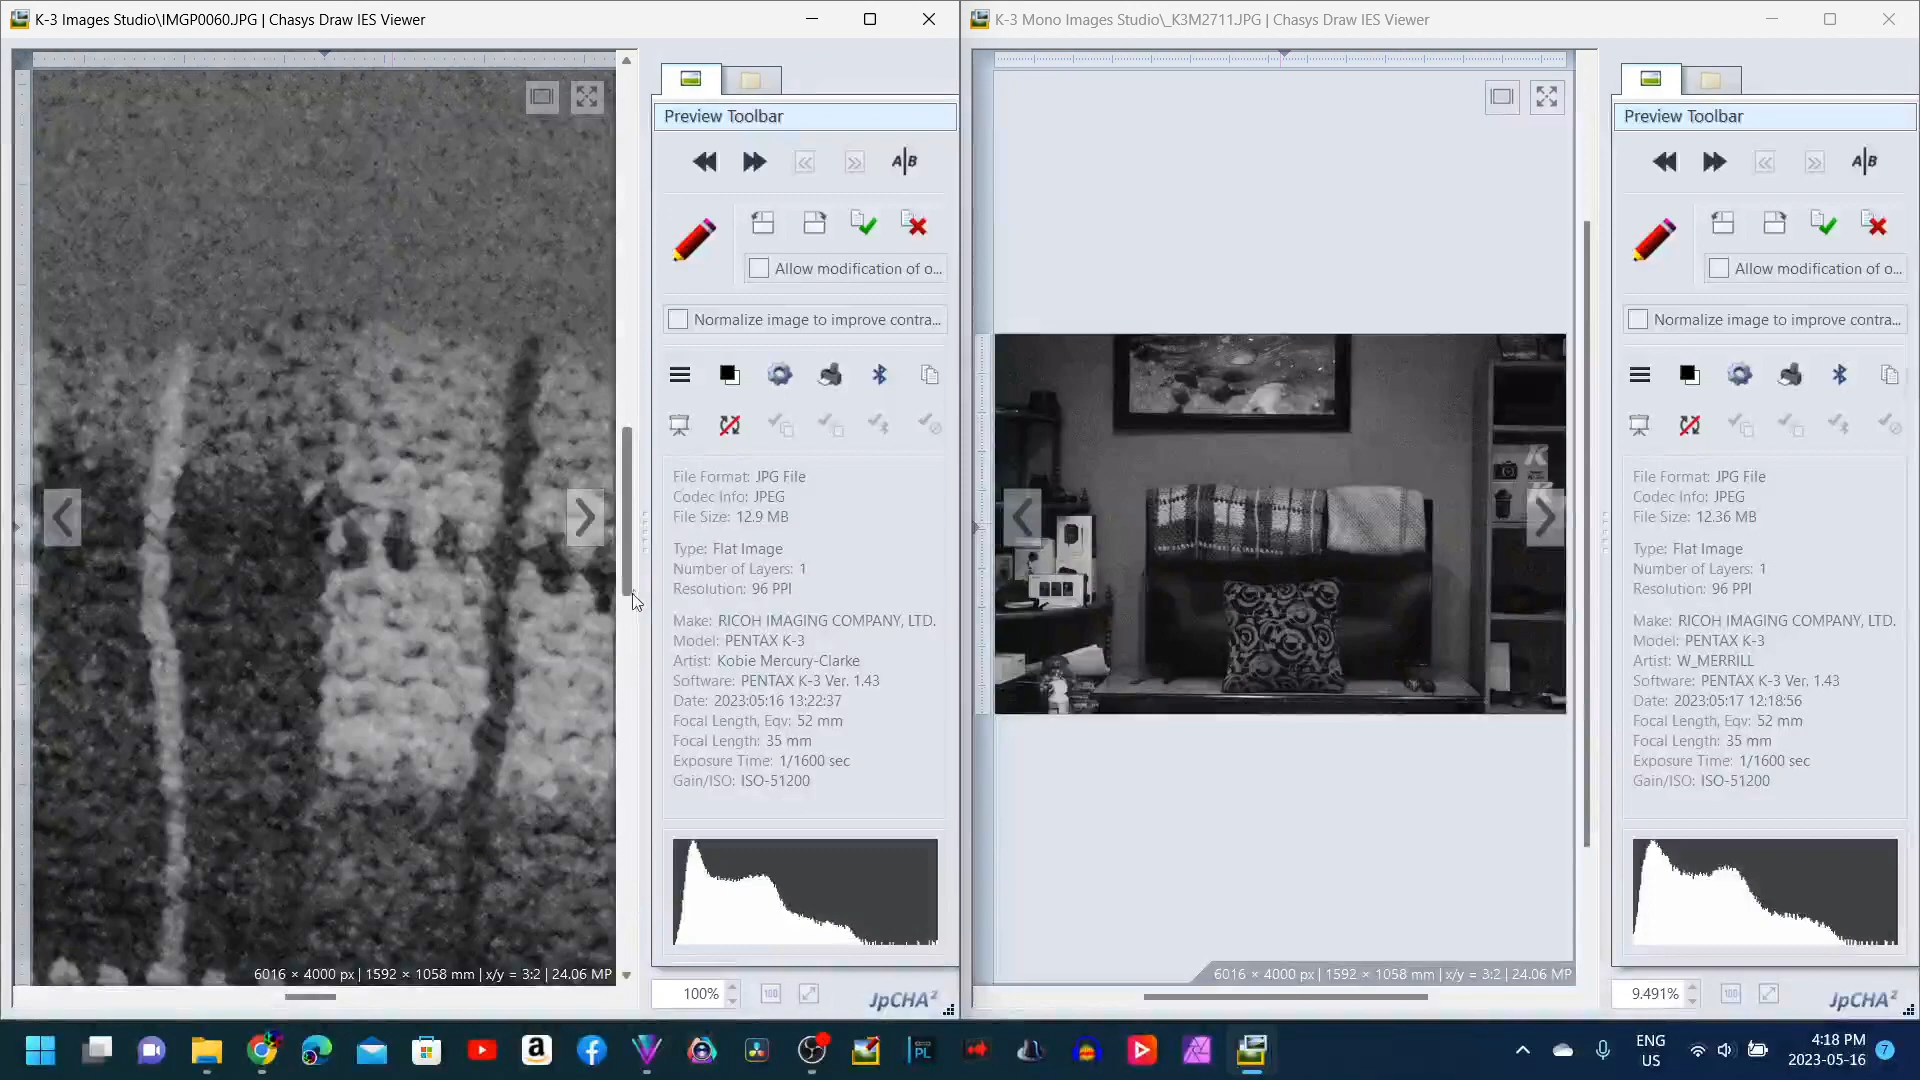 K-3 Images Studio\IMGP0060.JPG | Chasys Draw IES Viewer
Preview Toolbar
A|B
Allow modification of o...
Normalize image to improve contra...
File Format: JPG File
Codec Info: JPEG
File Size: 12.9 MB
Type: Flat Image
Number of Layers: 1
Resolution: 96 PPI
Make: RICOH IMAGING COMPANY, LTD.
Model: PENTAX K-3
Artist: Kobie Mercury-Clarke
Software: PENTAX K-3 Ver. 1.43
Date: 2023:05:16 13:22:37
Focal Length, Eqv: 52 mm
Focal Length: 35 mm
Exposure Time: 1/1600 sec
Gain/ISO: ISO-51200
6016 × 4000 px | 1592 × 1058 mm | x/y = 3:2 | 24.06 MP
100%
100
JpCHA²
K-3 Mono Images Studio\_K3M2711.JPG | Chasys Draw IES Viewer
Preview Toolbar
A|B
Allow modification of o...
Normalize image to improve contra...
File Format: JPG File
Codec Info: JPEG
File Size: 12.36 MB
Type: Flat Image
Number of Layers: 1
Resolution: 96 PPI
Make: RICOH IMAGING COMPANY, LTD.
Model: PENTAX K-3
Artist: W_MERRILL
Software: PENTAX K-3 Ver. 1.43
Date: 2023:05:17 12:18:56
Focal Length, Eqv: 52 mm
Focal Length: 35 mm
Exposure Time: 1/1600 sec
Gain/ISO: ISO-51200
6016 × 4000 px | 1592 × 1058 mm | x/y = 3:2 | 24.06 MP
9.491%
100
JpCHA²
PL
ENG
US
4:18 PM
2023-05-16
7